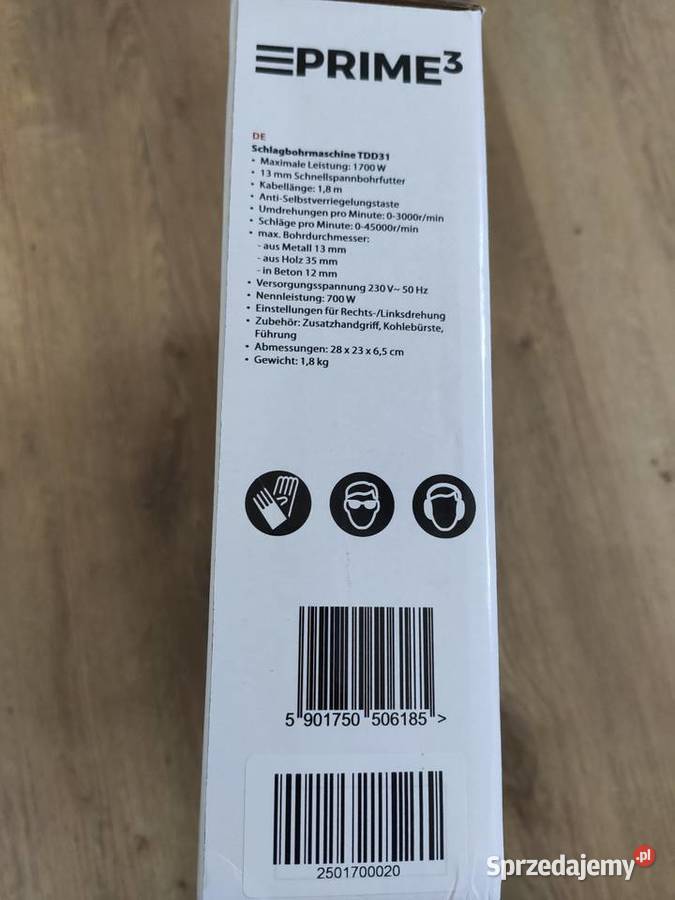 PRIME³
DE
Schlagbohrmaschine TDD31
• Maximale Leistung: 1700 W
• 13 mm Schnellspannbohrfutter
• Kabellänge: 1,8 m
• Anti-Selbstverriegelungstaste
• Umdrehungen pro Minute: 0-3000r/min
• Schläge pro Minute: 0-45000r/min
• max. Bohrdurchmesser:
- aus Metall 13 mm
- aus Holz 35 mm
- in Beton 12 mm
• Versorgungsspannung 230 V~ 50 Hz
• Nennleistung: 700 W
• Einstellungen für Rechts-/Linksdrehung
• Zubehör: Zusatzhandgriff, Kohlebürste,
Führung
• Abmessungen: 28 x 23 x 6,5 cm
• Gewicht: 1,8 kg
5 901750 506185 >
2501700020
Sprzedajemy.pl